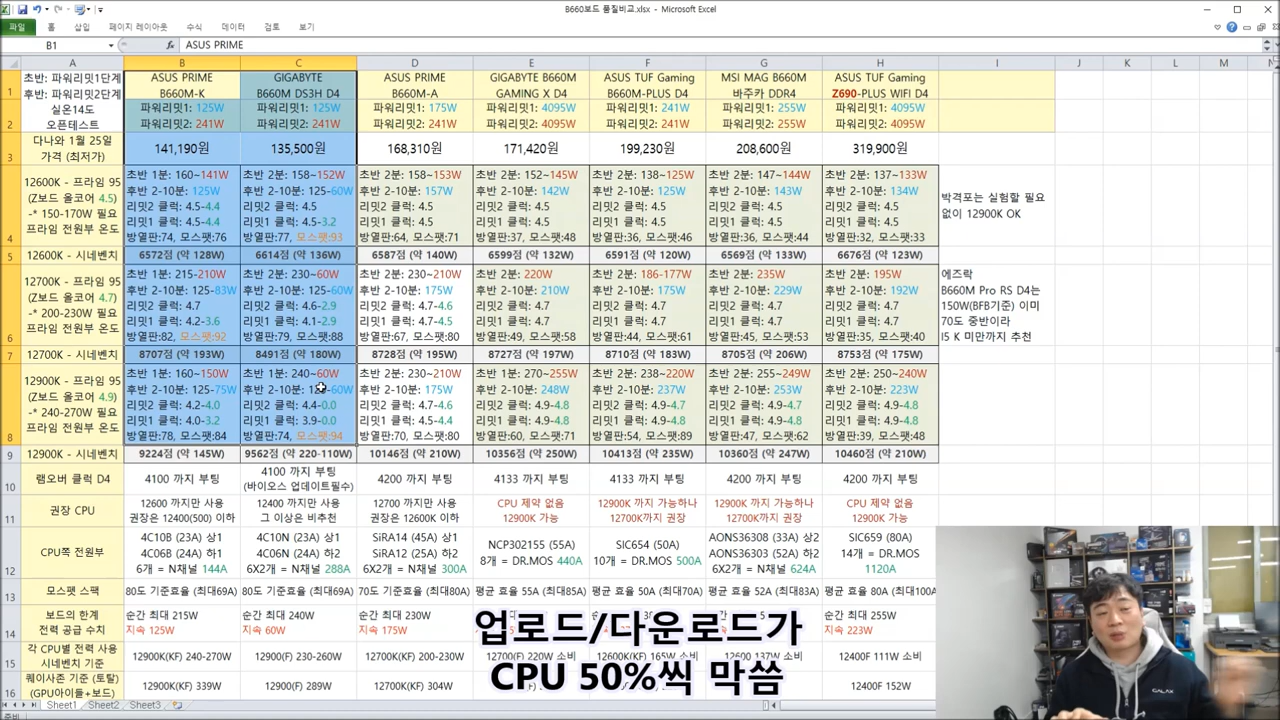 B660보드 품질비교.xlsx - Microsoft Excel
파일 홈 삽입 페이지 레이아웃 수식 데이터 검토 보기
B1 fx ASUS PRIME
A B C D E F G H I J K L M
1 초반: 파워리밋1단계 ASUS PRIME GIGABYTE ASUS PRIME GIGABYTE B660M ASUS TUF Gaming MSI MAG B660M ASUS TUF Gaming
후반: 파워리밋2단계 B660M-K B660M DS3H D4 B660M-A GAMING X D4 B660M-PLUS D4 바주카 DDR4 Z690-PLUS WIFI D4
2 실온14도 파워리밋1: 125W 파워리밋1: 125W 파워리밋1: 175W 파워리밋1: 4095W 파워리밋1: 241W 파워리밋1: 255W 파워리밋1: 241W
오픈테스트 파워리밋2: 241W 파워리밋2: 241W 파워리밋2: 241W 파워리밋2: 4095W 파워리밋2: 241W 파워리밋2: 255W 파워리밋2: 4095W
3 다나와 1월 25일 141,190원 135,500원 168,310원 171,420원 199,230원 208,600원 319,900원
가격 (최저가)
4 12600K - 프라임 95 초반 1분: 160~141W 초반 2분: 158~152W 초반 2분: 158~153W 초반 2분: 152~145W 초반 2분: 138~125W 초반 2분: 147~144W 초반 2분: 137~133W
(Z보드 올코어 4.5) 후반 2-10분: 125W 후반 2-10분: 125-60W 후반 2-10분: 157W 후반 2-10분: 142W 후반 2-10분: 125W 후반 2-10분: 143W 후반 2-10분: 134W 박격포는 실험할 필요
-* 150-170W 필요 리밋2 클럭: 4.5-4.4 리밋2 클럭: 4.5 리밋2 클럭: 4.5 리밋2 클럭: 4.5 리밋2 클럭: 4.5 리밋2 클럭: 4.5 리밋2 클럭: 4.5 없이 12900K OK
프라임 전원부 온도 리밋1 클럭: 4.5-4.4 리밋1 클럭: 4.5-3.2 리밋1 클럭: 4.5 리밋1 클럭: 4.5 리밋1 클럭: 4.5 리밋1 클럭: 4.5 리밋1 클럭: 4.5
방열판:74, 모스펫:76 방열판:77, 모스펫:93 방열판:64, 모스펫:71 방열판:37, 모스펫:48 방열판:36, 모스펫:46 방열판:36, 모스펫:44 방열판:32, 모스펫:33
5 12600K - 시네벤치 6572점 (약 128W) 6614점 (약 136W) 6587점 (약 140W) 6599점 (약 132W) 6591점 (약 120W) 6569점 (약 133W) 6676점 (약 123W)
6 12700K - 프라임 95 초반 1분: 215-210W 초반 2분: 230~60W 초반 2분: 230~210W 초반 2분: 220W 초반 2분: 186-177W 초반 2분: 235W 초반 2분: 195W 에즈락
(Z보드 올코어 4.7) 후반 2-10분: 125-83W 후반 2-10분: 125-60W 후반 2-10분: 175W 후반 2-10분: 210W 후반 2-10분: 175W 후반 2-10분: 229W 후반 2-10분: 192W B660M Pro RS D4는
-* 200-230W 필요 리밋2 클럭: 4.7 리밋2 클럭: 4.6-2.9 리밋2 클럭: 4.7-4.6 리밋2 클럭: 4.7 리밋2 클럭: 4.7 리밋2 클럭: 4.7 리밋2 클럭: 4.7 150W(BFB7기준) 이미
프라임 전원부 온도 리밋1 클럭: 4.2-3.6 리밋1 클럭: 4.1-2.9 리밋1 클럭: 4.7-4.5 리밋1 클럭: 4.7 리밋1 클럭: 4.7 리밋1 클럭: 4.7 리밋1 클럭: 4.7 70도 중반이라
방열판:82, 모스펫:92 방열판:79, 모스펫:88 방열판:67, 모스펫:80 방열판:49, 모스펫:58 방열판:44, 모스펫:61 방열판:45, 모스펫:53 방열판:35, 모스펫:40 I5 K 미만까지 추천
7 12700K - 시네벤치 8707점 (약 193W) 8491점 (약 180W) 8728점 (약 195W) 8727점 (약 197W) 8710점 (약 183W) 8705점 (약 206W) 8753점 (약 175W)
8 12900K - 프라임 95 초반 1분: 160~150W 초반 1분: 240~60W 초반 2분: 230~210W 초반 1분: 270~255W 초반 2분: 238~220W 초반 2분: 255~249W 초반 2분: 250~240W
(Z보드 올코어 4.9) 후반 2-10분: 125-75W 후반 2-10분: 60W 후반 2-10분: 175W 후반 2-10분: 248W 후반 2-10분: 237W 후반 2-10분: 253W 후반 2-10분: 223W
-* 240-270W 필요 리밋2 클럭: 4.2-4.0 리밋2 클럭: 4.4-0.0 리밋2 클럭: 4.7-4.6 리밋2 클럭: 4.9-4.8 리밋2 클럭: 4.9-4.7 리밋2 클럭: 4.9-4.7 리밋2 클럭: 4.9-4.8
프라임 전원부 온도 리밋1 클럭: 4.0-3.2 리밋1 클럭: 3.9-0.0 리밋1 클럭: 4.5-4.4 리밋1 클럭: 4.9-4.8 리밋1 클럭: 4.9-4.8 리밋1 클럭: 4.9-4.8 리밋1 클럭: 4.9-4.8
방열판:78, 모스펫:84 방열판:74, 모스펫:94 방열판:70, 모스펫:80 방열판:60, 모스펫:71 방열판:54, 모스펫:89 방열판:47, 모스펫:62 방열판:39, 모스펫:48
9 12900K - 시네벤치 9224점 (약 145W) 9562점 (약 220-110W) 10146점 (약 210W) 10356점 (약 250W) 10413점 (약 235W) 10360점 (약 247W) 10460점 (약 210W)
10 램오버 클럭 D4 4100 까지 부팅 4100 까지 부팅 4200 까지 부팅 4133 까지 부팅 4133 까지 부팅 4200 까지 부팅 4200 까지 부팅
(바이오스 업데이트필수)
11 권장 CPU 12600 까지만 사용 12400 까지만 사용 12700 까지만 사용 CPU 제약 없음 12900K 까지 가능하나 12900K 까지 가능하나 CPU 제약 없음
권장은 12400(500) 이하 그 이상은 비추천 권장은 12600K 이하 12900K 가능 12700K까지 권장 12700K까지 권장 12900K 가능
12 CPU쪽 전원부 4C10B (23A) 상1 4C10N (23A) 상1 SiRA14 (45A) 상1 NCP302155 (55A) SIC654 (50A) AONS36308 (33A) 상2 SIC659 (80A)
4C06B (24A) 하1 4C06N (24A) 하2 SiRA12 (25A) 하1 8개 = DR.MOS 440A 10개 = DR.MOS 500A AONS36303 (52A) 하2 14개 = DR.MOS
6개 = N채널 144A 6X2개 = N채널 288A 6X2개 = N채널 300A 6X2개 = N채널 624A 1120A
13 모스펫 스팩 80도 기준효율 (최대69A) 80도 기준효율 (최대69A) 70도 기준효율 (최대80A) 평균 효율 55A (최대85A) 평균 효율 50A (최대70A) 평균 효율 52A (최대83A) 평균 효율 80A (최대100A
14 보드의 한계 순간 최대 215W 순간 최대 240W 순간 최대 230W 순간 최대 255W
전력 공급 수치 지속 125W 지속 60W 지속 175W 지속 223W
15 각 CPU별 전력 사용 12900K(KF) 240-270W 12900(F) 230-260W 12700K(KF) 200-230W 12700(F) 220W 소비 12600K(KF) 165W 소비 12600 137W 소비 12400F 111W 소비
시네벤치 기준
16 퀘이사존 기준 (토탈) 12900K(KF) 339W 12900(F) 289W 12700K(KF) 304W 12400F 152W
(GPU아이들+보드)
업로드/다운로드가
CPU 50%씩 막씀
GALAX
Sheet1 Sheet2 Sheet3
준비